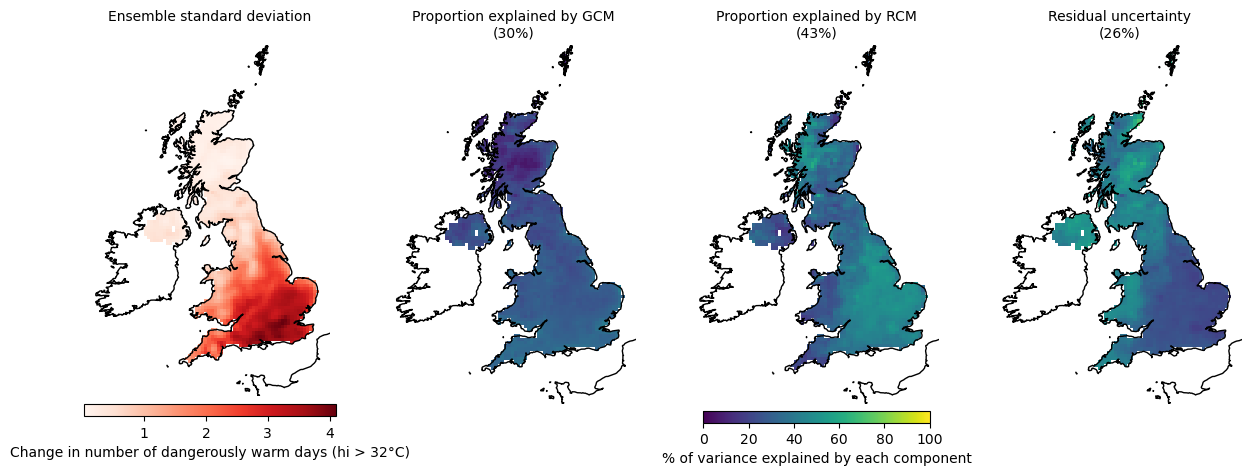 Ensemble standard deviation
Proportion explained by GCM
(30%)
Proportion explained by RCM
(43%)
Residual uncertainty
(26%)
1 2 3 4
Change in number of dangerously warm days (hi > 32°C)
0 20 40 60 80 100
% of variance explained by each component